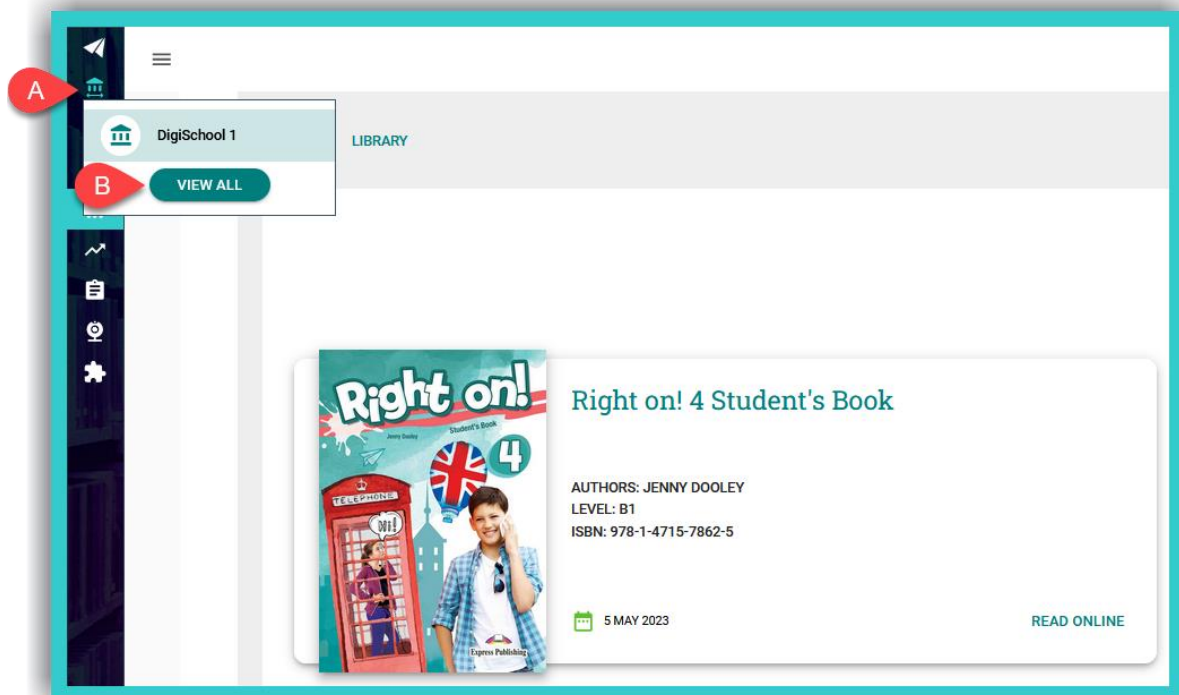 A
DigiSchool 1
LIBRARY
B
VIEW ALL
Right on!
Student's Book
Jenny Dooley
4
TELEPHONE
Hi!
Express Publishing
Right on! 4 Student's Book
AUTHORS: JENNY DOOLEY
LEVEL: B1
ISBN: 978-1-4715-7862-5
5 MAY 2023
READ ONLINE